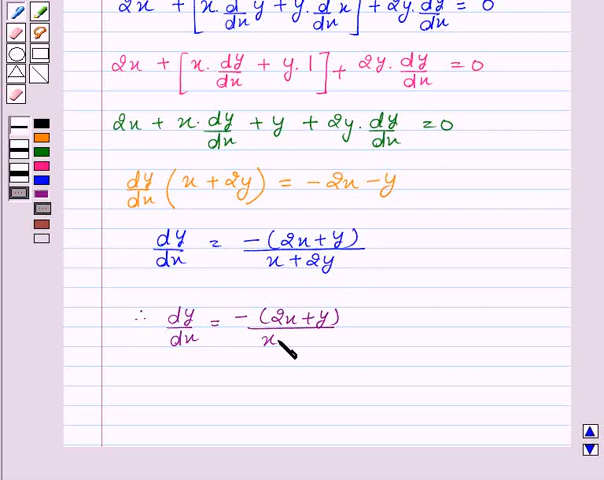 2x + [x. d/dx y + y. d/dx x] + 2y. dy/dx = 0
2x + [x. dy/dx + y. 1] + 2y. dy/dx = 0
2x + x. dy/dx + y + 2y. dy/dx = 0
dy/dx (x + 2y) = -2x - y
dy/dx = -(2x+y)/x + 2y
∴ dy/dx = -(2x+y)/x